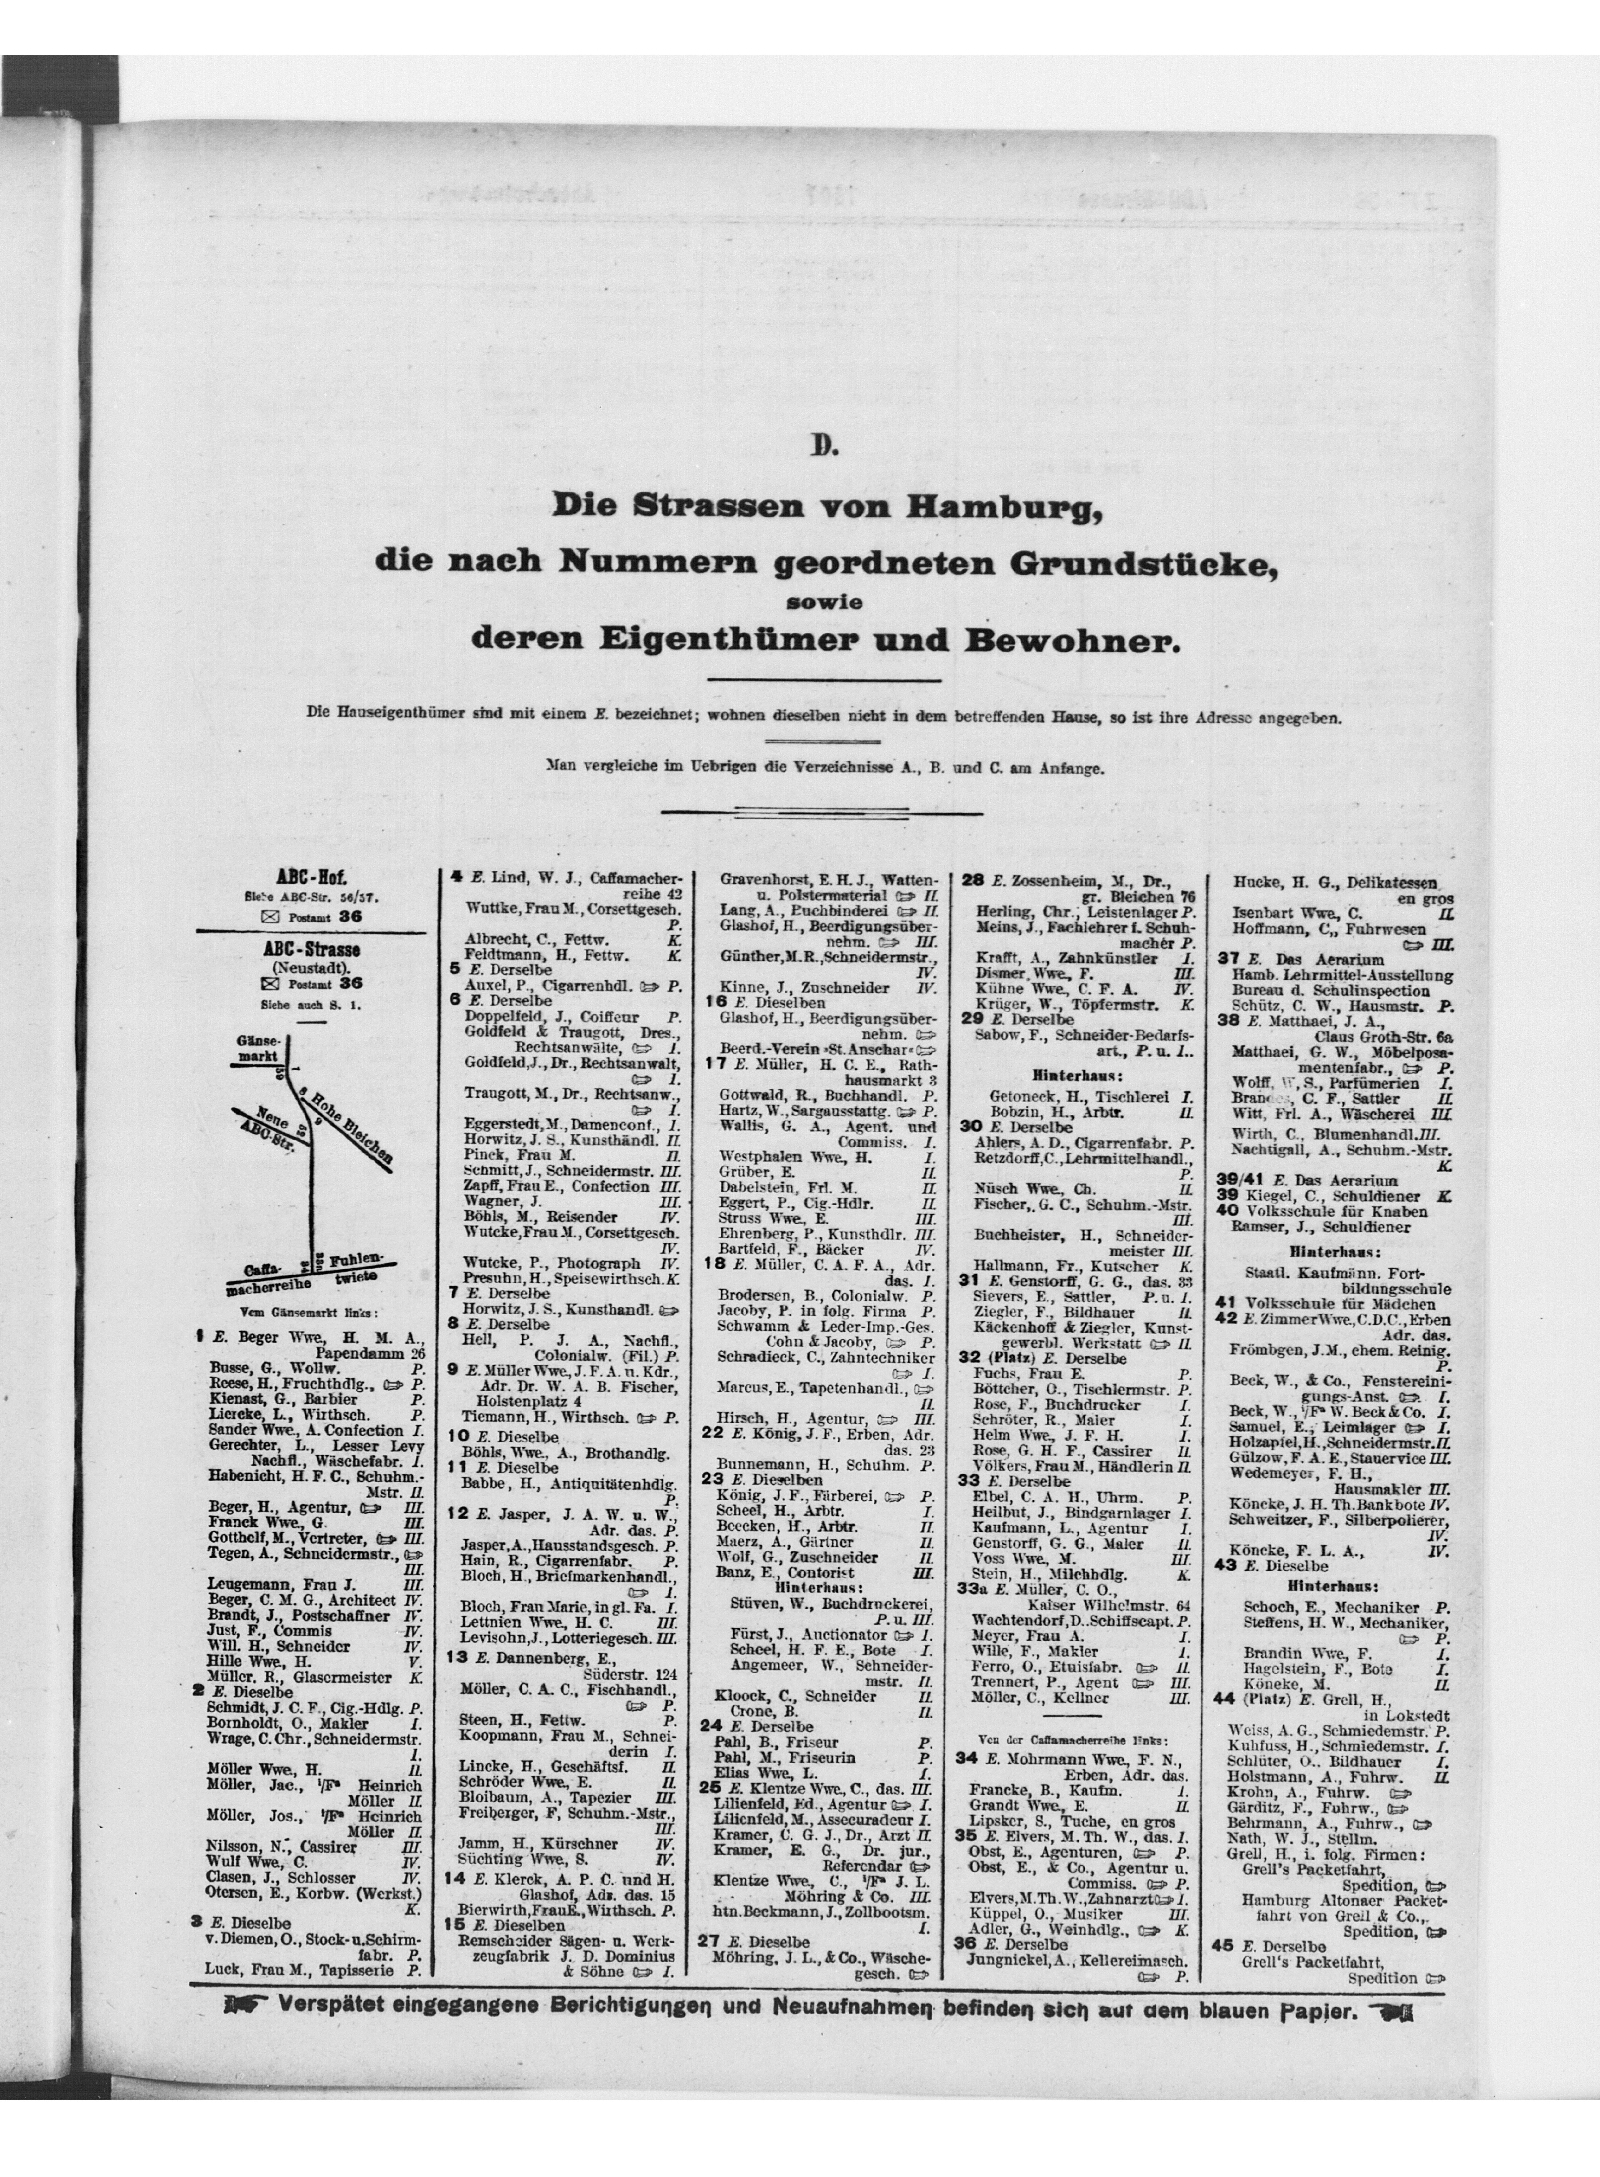 D.
Die Strassen von Hamburg,
die nach Nummern geordneten Grundstücke,
sowie
deren Eigenthümer und Bewohner.
Die Hauseigenthümer sind mit einem E. bezeichnet; wohnen dieselben nicht in dem betreffenden Hause, so ist ihre Adresse angegeben.
Man vergleiche im Uebrigen die Verzeichnisse A., B. und C. am Anfange.
ABC-Hof.
Siehe ABC-Str. 56/57.
Postamt 36
ABC-Strasse
(Neustadt).
Postamt 36
Siehe auch S. 1.
Gänse-
markt
1
59
8
Hohe Bleichen
9
Neue
ABC-Str.
52
Caffa-
macherreihe
34
33a
Fuhlen-
twiete
Vom Gänsemarkt links:
1 E. Beger Wwe, H. M. A.,
Papendamm 26
Busse, G., Wollw. P.
Reese, H., Fruchthdlg., P.
Kienast, G., Barbier P.
Liercke, L., Wirthsch. P.
Sander Wwe., A. Confection I.
Gerechter, L., Lesser Levy
Nachfl., Wäschefabr. I.
Habenicht, H. F. C., Schuhm.-
Mstr. II.
Beger, H., Agentur, III.
Franck Wwe., G. III.
Gotthelf, M., Vertreter, III.
Tegen, A., Schneidermstr.,
III.
Leugemann, Frau J. III.
Beger, C. M. G., Architect IV.
Brandt, J., Postschaffner IV.
Just, F., Commis IV.
Will. H., Schneider IV.
Hille Wwe., H. V.
Müller. R., Glasermeister K.
2 E. Dieselbe
Schmidt, J. C. F., Cig.-Hdlg. P.
Bornholdt, O., Makler I.
Wrage, C. Chr., Schneidermstr.
I.
Möller Wwe, H. II.
Möller, Jac., i/Fa Heinrich
Möller II.
Möller, Jos., i/Fa Heinrich
Möller II.
Nilsson, N., Cassirer III.
Wulf Wwe., C. IV.
Clasen, J., Schlosser IV.
Otersen, E., Korbw. (Werkst.)
K.
3 E. Dieselbe
v. Diemen, O., Stock- u. Schirm-
fabr. P.
Luck, Frau M., Tapisserie P.
4 E. Lind, W. J., Caffamacher-
reihe 42
Wuttke, Frau M., Corsettgesch.
P.
Albrecht, C., Fettw. K.
Feldtmann, H., Fettw. K.
5 E. Derselbe
Auxel, P., Cigarrenhdl. P.
6 E. Derselbe
Doppelfeld, J., Coiffeur P.
Goldfeld & Traugott, Dres.,
Rechtsanwälte, I.
Goldfeld, J., Dr., Rechtsanwalt,
I.
Traugott, M., Dr., Rechtsanw.,
I.
Eggerstedt, M., Damenconf., I.
Horwitz, J. S., Kunsthändl. II.
Pinck, Frau M. II.
Schmitt, J., Schneidermstr. III.
Zapff, Frau E., Confection III.
Wagner, J. III.
Böhls, M., Reisender IV.
Wutcke, Frau M., Corsettgesch.
IV.
Wutcke, P., Photograph IV.
Presuhn, H., Speisewirthsch. K.
7 E. Derselbe
Horwitz, J. S., Kunsthandl.
8 E. Derselbe
Hell, P. J. A., Nachfl.,
Colonialw. (Fil.) P.
9 E. Müller Wwe., J. F. A. u. Kdr.,
Adr. Dr. W. A. B. Fischer,
Holstenplatz 4
Tiemann, H., Wirthsch. P.
10 E. Dieselbe
Böhls, Wwe., A., Brothandlg.
11 E. Dieselbe
Babbe, H., Antiquitätenhdlg.
P.
12 E. Jasper, J. A. W. u. W.,
Adr. das. P.
Jasper, A., Hausstandsgesch. P.
Hain, R., Cigarrenfabr. P.
Bloch, H., Briefmarkenhandl.,
I.
Bloch, Frau Marie, in gl. Fa. I.
Lettnien Wwe., H. C. III.
Levisohn, J., Lotteriegesch. III.
13 E. Dannenberg, E.,
Süderstr. 124
Möller, C. A. C., Fischhandl.,
P.
Steen, H., Fettw. P.
Koopmann, Frau M., Schnei-
derin I.
Lincke, H., Geschäftsf. II.
Schröder Wwe., E. II.
Bloibaum, A., Tapezier III.
Freiberger, F, Schuhm.-Mstr.,
III.
Jamm, H., Kürschner IV.
Süchting Wwe, S. IV.
14 E. Klerck, A. P. C. und H.
Glashof, Adr. das. 15
Bierwirth, Frau E., Wirthsch. P.
15 E. Dieselben
Remscheider Sägen- u. Werk-
zeugfabrik J. D. Dominius
& Söhne I.
Gravenhorst, E. H. J., Watten-
u. Polstermaterial II.
Lang, A., Buchbinderei II.
Glashof, H., Beerdigungsüber-
nehm. III.
Günther, M. R., Schneidermstr.,
IV.
Kinne, J., Zuschneider IV.
16 E. Dieselben
Glashof, H., Beerdigungsüber-
nehm.
Beerd.-Verein »St. Anschar«
17 E. Müller, H. C. E., Rath-
hausmarkt 3
Gottwald, R., Buchhandl. P.
Hartz, W., Sargausstattg. P.
Wallis, G. A., Agent. und
Commiss. I.
Westphalen Wwe., H. I.
Grüber, E. II.
Dabelstein, Frl. M. II.
Eggert, P., Cig.-Hdlr. II.
Struss Wwe., E. III.
Ehrenberg, P., Kunsthdlr. III.
Bartfeld, F., Bäcker IV.
18 E. Müller, C. A. F. A., Adr.
das. I.
Brodersen, B., Colonialw. P.
Jacoby, P. in folg. Firma P.
Schwamm & Leder-Imp.-Ges.
Cohn & Jacoby, P.
Schradieck, C., Zahntechniker
I.
Marcus, E., Tapetenhandl.,
II.
Hirsch, H., Agentur, III.
22 E. König, J. F., Erben, Adr.
das. 23
Bunnemann, H., Schuhm. P.
23 E. Dieselben
König, J. F., Färberei, P.
Scheel, H., Arbtr. I.
Beecken, H., Arbtr. II.
Maerz, A., Gärtner II.
Wolf, G., Zuschneider II.
Banz, E., Contorist III.
Hinterhaus:
Stüven, W., Buchdruckerei,
P. u. III.
Fürst, J., Auctionator I.
Scheel, H. F. E., Bote I.
Angemeer, W., Schneider-
mstr. II.
Kloock, C., Schneider II.
Crone, B. II.
24 E. Derselbe
Pahl, B., Friseur P.
Pahl, M., Friseurin P.
Elias Wwe., L. I.
25 E. Klentze Wwe., C., das. III.
Lilienfeld, Ed., Agentur I.
Lilienfeld, M., Assecuradeur I.
Kramer, C. G. J., Dr., Arzt II.
Kramer, E. G., Dr. jur.,
Referendar
Klentze Wwe., C., i/Fa J. L.
Möhring & Co. III.
htn. Beckmann, J., Zollbootsm.
I.
27 E. Dieselbe
Möhring, J. L., & Co., Wäsche-
gesch.
28 E. Zossenheim, M., Dr.,
gr. Bleichen 76
Herling, Chr., Leistenlager P.
Meins, J., Fachlehrer f. Schuh-
macher P.
Krafft, A., Zahnkünstler I.
Dismer Wwe., F. III.
Kühne Wwe., C. F. A. IV.
Krüger, W., Töpfermstr. K.
29 E. Derselbe
Sabow, F., Schneider-Bedarfs-
art., P. u. I..
Hinterhaus:
Getoneck, H., Tischlerei I.
Bobzin, H., Arbtr. II.
30 E. Derselbe
Ahlers, A. D., Cigarrenfabr. P.
Retzdorff, C., Lehrmittelhandl.,
P.
Nüsch Wwe., Ch. II.
Fischer, G. C., Schuhm.-Mstr.
III.
Buchheister, H., Schneider-
meister III.
Hallmann, Fr., Kutscher K.
31 E. Genstorff, G. G., das. 33
Sievers, E., Sattler, P. u. I.
Ziegler, F., Bildhauer II.
Käckenhoff & Ziegler, Kunst-
gewerbl. Werkstatt II.
32 (Platz) E. Derselbe
Fuchs, Frau E. P.
Böttcher, O., Tischlermstr. P.
Rose, F., Buchdrucker I.
Schröter, R., Maler I.
Helm Wwe., J. F. H. I.
Rose, G. H. F., Cassirer II.
Völkers, Frau M., Händlerin II.
33 E. Derselbe
Elbel, C. A. H., Uhrm. P.
Heilbut, J., Bindgarnlager I.
Kaufmann, L., Agentur I.
Genstorff, G. G., Maler II.
Voss Wwe., M. III.
Stein, H., Milchhdlg. K.
33a E. Müller, C. O.,
Kaiser Wilhelmstr. 64
Wachtendorf, D., Schiffscapt. P.
Meyer, Frau A. I.
Wille, F., Makler I.
Ferro, O., Etuisfabr. II.
Trennert, P., Agent III.
Möller, C., Kellner III.
Von der Caffamacherreihe links:
34 E. Mohrmann Wwe., F. N.,
Erben, Adr. das.
Francke, B., Kaufm. I.
Grandt Wwe., E. II.
Lipsker, S., Tuche, en gros
35 E. Elvers, M. Th. W., das. I.
Obst, E., Agenturen, P.
Obst, E., & Co., Agentur u.
Commiss. P.
Elvers, M. Th. W., Zahnarzt I.
Küppel, O., Musiker III.
Adler, G., Weinhdlg., K.
36 E. Derselbe
Jungnickel, A., Kellereimasch.
P.
Hucke, H. G., Delikatessen
en gros
Isenbart Wwe., C. II.
Hoffmann, C., Fuhrwesen
III.
37 E. Das Aerarium
Hamb. Lehrmittel-Ausstellung
Bureau d. Schulinspection
Schütz, C. W., Hausmstr. P.
38 E. Matthaei, J. A.,
Claus Groth-Str. 6a
Matthaei, G. W., Möbelposa-
mentenfabr., P.
Wolff, S., Parfümerien I.
C. F., Sattler II.
Witt, Frl. A., Wäscherei III.
Wirth, C., Blumenhandl. III.
Nachtigall, A., Schuhm.-Mstr.
K.
39/41 E. Das Aerarium
39 Kiegel, C., Schuldiener K.
40 Volksschule für Knaben
Ramser, J., Schuldiener
Hinterhaus:
Staatl. Kaufmänn. Fort-
bildungsschule
41 Volksschule für Mädchen
42 E. Zimmer Wwe., C. D. C., Erben
Adr. das.
Frömbgen, J. M., ehem. Reinig.
P.
Beck, W., & Co., Fenstereini-
gungs-Anst. I.
Beck, W., i/Fa W. Beck & Co. I.
Samuel, E., Leimlager I.
Holzapfel, H., Schneidermstr. II.
Gülzow, F. A. E., Stauervice III.
Wedemeyer, F. H.,
Hausmakler III.
Köncke, J. H. Th. Bankbote IV.
Schweitzer, F., Silberpolierer,
IV.
Köncke, F. L. A., IV.
43 E. Dieselbe
Hinterhaus:
Schoch, E., Mechaniker P.
Steffens, H. W., Mechaniker,
P.
Brandin Wwe., F. I.
Hagelstein, F., Bote I.
Köneke, M. II.
44 (Platz) E. Grell, H.,
in Lokstedt
Weiss, A. G., Schmiedemstr. P.
Kuhfuss, H., Schmiedemstr. I.
Schlüter, O., Bildhauer I.
Holstmann, A., Fuhrw. II.
Krohn, A., Fuhrw.
Gärditz, F., Fuhrw.,
Behrmann, A., Fuhrw.,
Nath, W. J., Stellm.
Grell, H., i. folg. Firmen:
Grell's Packetfahrt,
Spedition,
Hamburg Altonaer Packet-
fahrt von Grell & Co.,
Spedition,
45 E. Derselbe
Grell's Packetfahrt,
Spedition
Verspätet eingegangene Berichtigungen und Neuaufnahmen befinden sich auf dem blauen Papier.